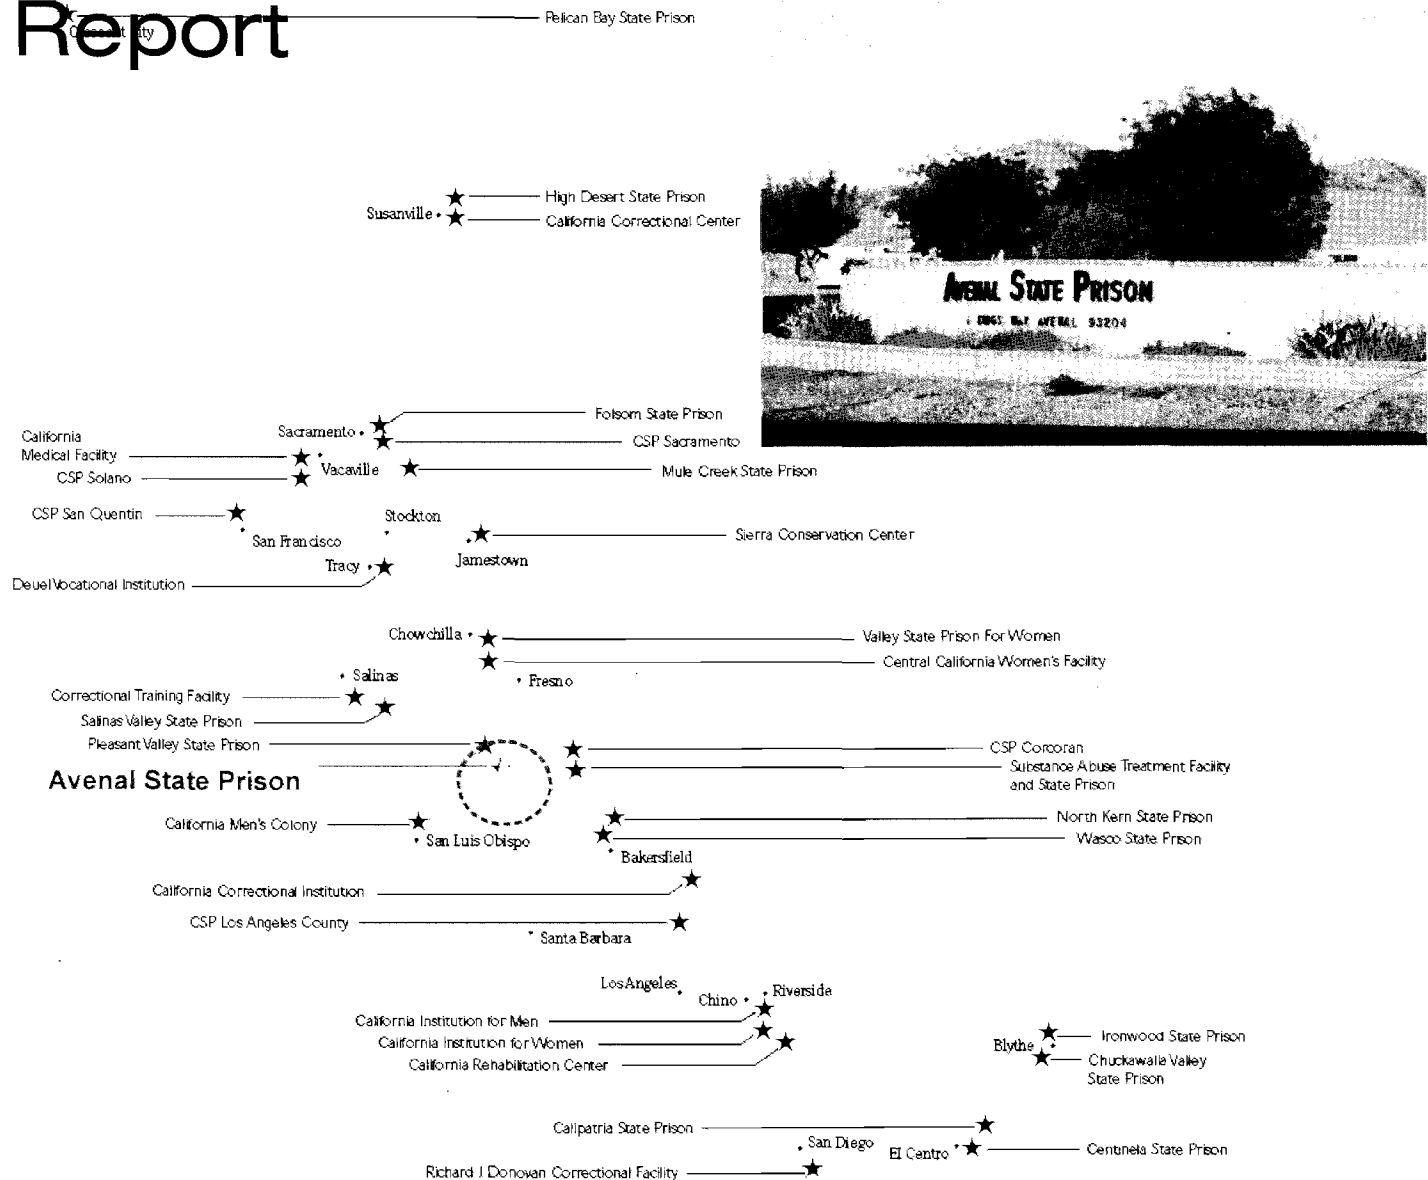 Report
Pelican Bay State Prison
High Desert State Prison
Susanville
California Correctional Center
AVENAL STATE PRISON
AVENAL 93204
Folsom State Prison
Sacramento
California
Medical Facility
CSP Sacramento
Vacaville
Mule Creek State Prison
CSP Solano
CSP San Quentin
Stockton
San Francisco
Sierra Conservation Center
Jamestown
Tracy
Deuel Vocational Institution
Chowchilla
Valley State Prison For Women
Central California Women's Facility
Salinas
Fresno
Correctional Training Facility
Salinas Valley State Prison
Pleasant Valley State Prison
CSP Corcoran
Avenal State Prison
Substance Abuse Treatment Facility
and State Prison
California Men's Colony
North Kern State Prison
San Luis Obispo
Wasco State Prison
Bakersfield
California Correctional Institution
CSP Los Angeles County
Santa Barbara
Los Angeles
Chino
Riverside
California Institution for Men
California Institution for Women
California Rehabilitation Center
Ironwood State Prison
Blythe
Chuckawalla Valley
State Prison
Calipatria State Prison
San Diego
El Centro
Centinela State Prison
Richard J Donovan Correctional Facility